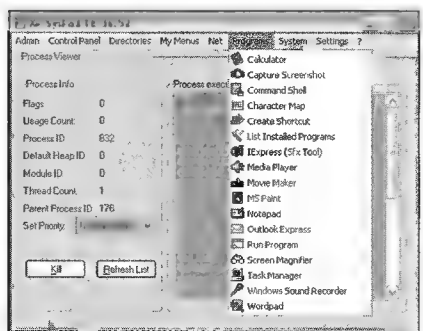 Admin Control Panel Directories My Menus Net Programs System Settings ?
Process Viewer
Process Info
Flags 0
Usage Count: 0
Process ID 832
Default Heap ID 0
Module ID 0
Thread Count 1
Parent Process ID 176
Set Priority
Kill
Refresh List
Process
Calculator
Capture Screenshot
Command Shell
Character Map
Create Shortcut
List Installed Programs
IExpress (Sfx Tool)
Media Player
Movie Maker
MS Paint
Notepad
Outlook Express
Run Program
Screen Magnifier
Task Manager
Windows Sound Recorder
Wordpad